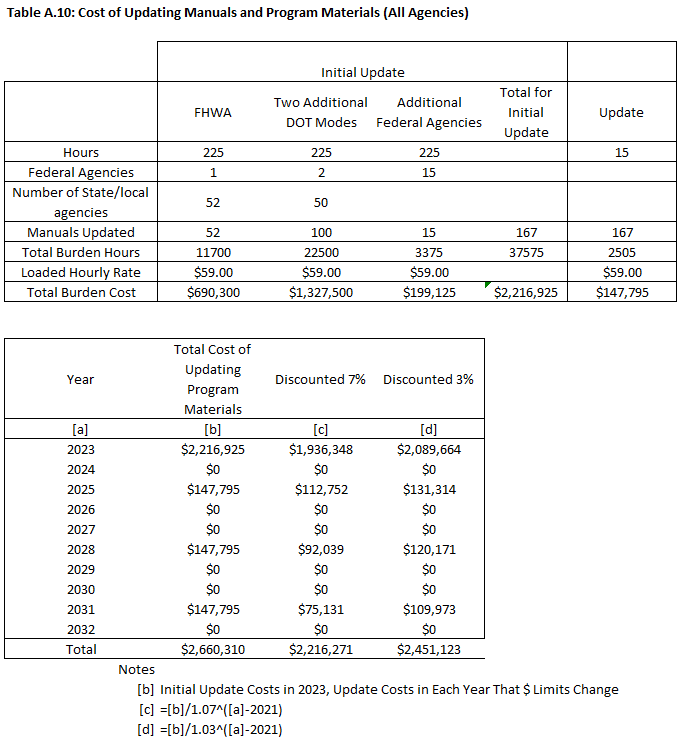 Table A.10: Cost of Updating Manuals and Program Materials (All Agencies)
Initial Update
FHWA Two Additional DOT Modes Additional Federal Agencies Total for Initial Update Update
Hours 225 225 225 15
Federal Agencies 1 2 15
Number of State/local agencies 52 50
Manuals Updated 52 100 15 167 167
Total Burden Hours 11700 22500 3375 37575 2505
Loaded Hourly Rate $59.00 $59.00 $59.00 $59.00
Total Burden Cost $690,300 $1,327,500 $199,125 $2,216,925 $147,795
Year Total Cost of Updating Program Materials Discounted 7% Discounted 3%
[a] [b] [c] [d]
2023 $2,216,925 $1,936,348 $2,089,664
2024 $0 $0 $0
2025 $147,795 $112,752 $131,314
2026 $0 $0 $0
2027 $0 $0 $0
2028 $147,795 $92,039 $120,171
2029 $0 $0 $0
2030 $0 $0 $0
2031 $147,795 $75,131 $109,973
2032 $0 $0 $0
Total $2,660,310 $2,216,271 $2,451,123
Notes
[b] Initial Update Costs in 2023, Update Costs in Each Year That $ Limits Change
[c] =[b]/1.07^([a]-2021)
[d] =[b]/1.03^([a]-2021)